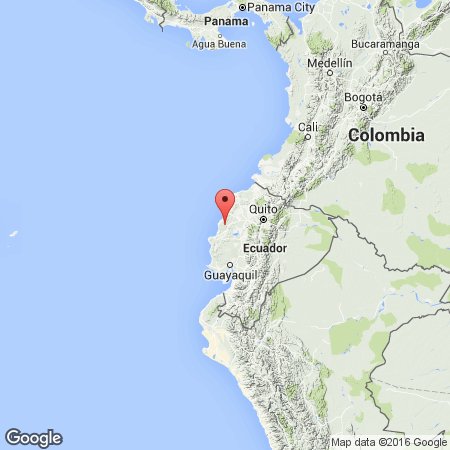 Panama City
Panama
Agua Buena
Bucaramanga
Medellín
Bogotá
Cali
Colombia
Quito
Ecuador
Guayaquil
Google
Map data ©2016 Google